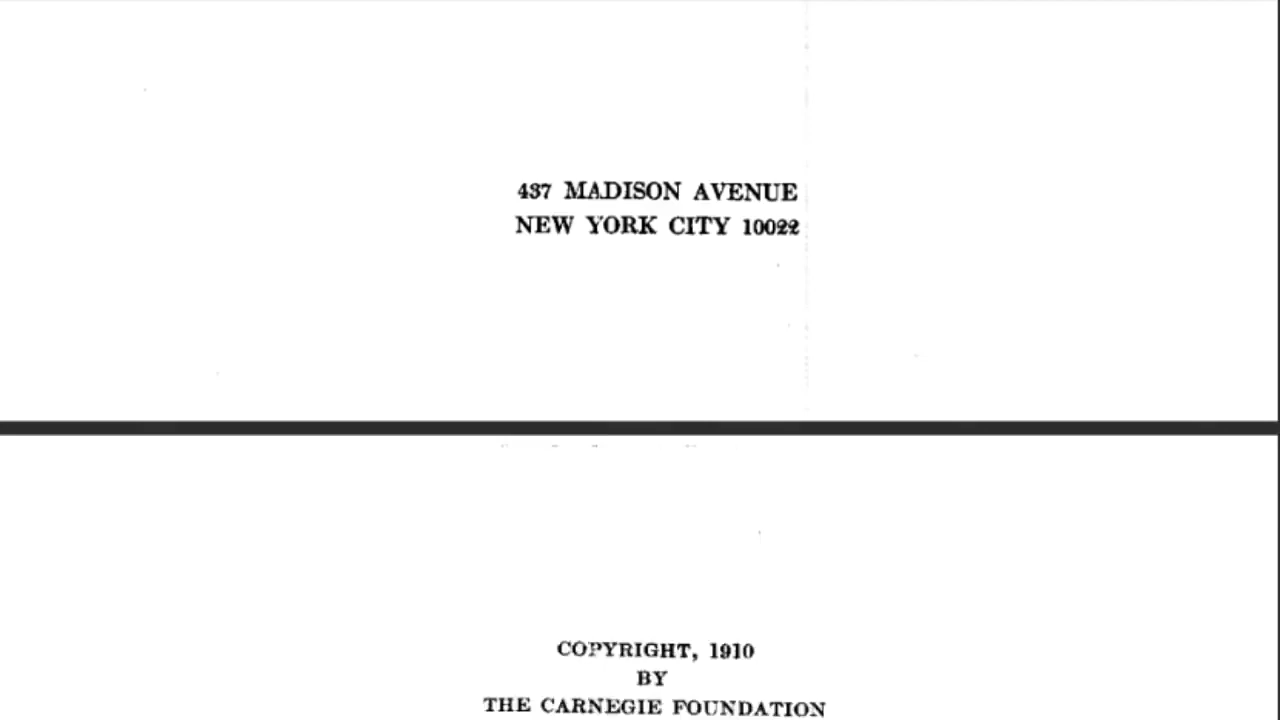 437 MADISON AVENUE
NEW YORK CITY 10022
COPYRIGHT, 1910
BY
THE CARNEGIE FOUNDATION